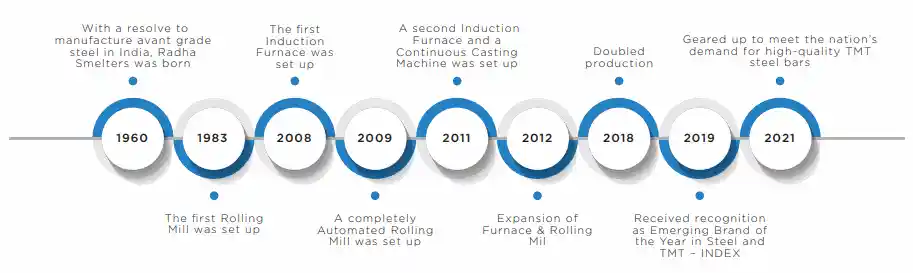 With a resolve to
manufacture avant grade
steel in India, Radha
Smelters was born
The first
Induction
Furnace was
set up
A second Induction
Furnace and a
Continuous Casting
Machine was set up
Doubled
production
Geared up to meet the nation's
demand for high-quality TMT
steel bars
1960
1983
2008
2009
2011
2012
2018
2019
2021
The first Rolling
Mill was set up
A completely
Automated Rolling
Mill was set up
Expansion of
Furnace & Rolling
Mil
Received recognition
as Emerging Brand of
the Year in Steel and
TMT – INDEX